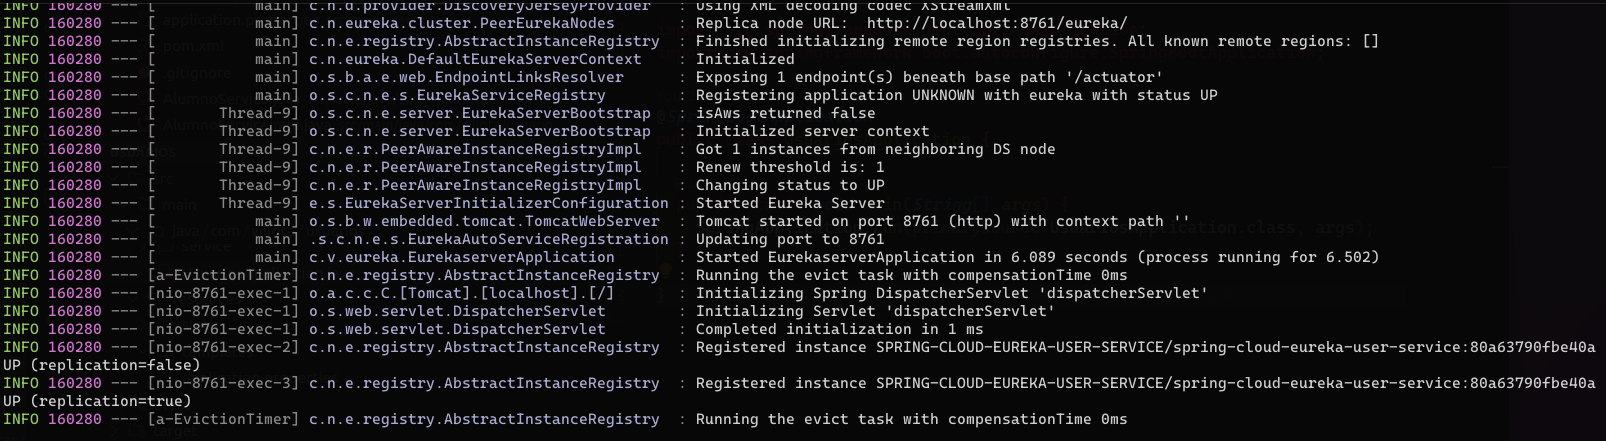 INFO 160280 --- [           main] c.n.d.provider.DiscoveryJerseyProvider   : Using XML decoding codec XStreamXml
INFO 160280 --- [           main] c.n.eureka.cluster.PeerEurekaNodes       : Replica node URL:  http://localhost:8761/eureka/
INFO 160280 --- [           main] c.n.e.registry.AbstractInstanceRegistry  : Finished initializing remote region registries. All known remote regions: []
INFO 160280 --- [           main] c.n.eureka.DefaultEurekaServerContext    : Initialized
INFO 160280 --- [           main] o.s.b.a.e.web.EndpointLinksResolver      : Exposing 1 endpoint(s) beneath base path '/actuator'
INFO 160280 --- [           main] o.s.c.n.e.s.EurekaServiceRegistry        : Registering application UNKNOWN with eureka with status UP
INFO 160280 --- [       Thread-9] o.s.c.n.e.server.EurekaServerBootstrap   : isAws returned false
INFO 160280 --- [       Thread-9] o.s.c.n.e.server.EurekaServerBootstrap   : Initialized server context
INFO 160280 --- [       Thread-9] c.n.e.r.PeerAwareInstanceRegistryImpl    : Got 1 instances from neighboring DS node
INFO 160280 --- [       Thread-9] c.n.e.r.PeerAwareInstanceRegistryImpl    : Renew threshold is: 1
INFO 160280 --- [       Thread-9] c.n.e.r.PeerAwareInstanceRegistryImpl    : Changing status to UP
INFO 160280 --- [       Thread-9] e.s.EurekaServerInitializerConfiguration : Started Eureka Server
INFO 160280 --- [           main] o.s.b.w.embedded.tomcat.TomcatWebServer  : Tomcat started on port 8761 (http) with context path ''
INFO 160280 --- [           main] .s.c.n.e.s.EurekaAutoServiceRegistration : Updating port to 8761
INFO 160280 --- [           main] c.v.eureka.EurekaserverApplication       : Started EurekaserverApplication in 6.089 seconds (process running for 6.502)
INFO 160280 --- [a-EvictionTimer] c.n.e.registry.AbstractInstanceRegistry  : Running the evict task with compensationTime 0ms
INFO 160280 --- [nio-8761-exec-1] o.a.c.c.C.[Tomcat].[localhost].[/]       : Initializing Spring DispatcherServlet 'dispatcherServlet'
INFO 160280 --- [nio-8761-exec-1] o.s.web.servlet.DispatcherServlet        : Initializing Servlet 'dispatcherServlet'
INFO 160280 --- [nio-8761-exec-1] o.s.web.servlet.DispatcherServlet        : Completed initialization in 1 ms
INFO 160280 --- [nio-8761-exec-2] c.n.e.registry.AbstractInstanceRegistry  : Registered instance SPRING-CLOUD-EUREKA-USER-SERVICE/spring-cloud-eureka-user-service:80a63790fbe40a
UP (replication=false)
INFO 160280 --- [nio-8761-exec-3] c.n.e.registry.AbstractInstanceRegistry  : Registered instance SPRING-CLOUD-EUREKA-USER-SERVICE/spring-cloud-eureka-user-service:80a63790fbe40a
UP (replication=true)
INFO 160280 --- [a-EvictionTimer] c.n.e.registry.AbstractInstanceRegistry  : Running the evict task with compensationTime 0ms